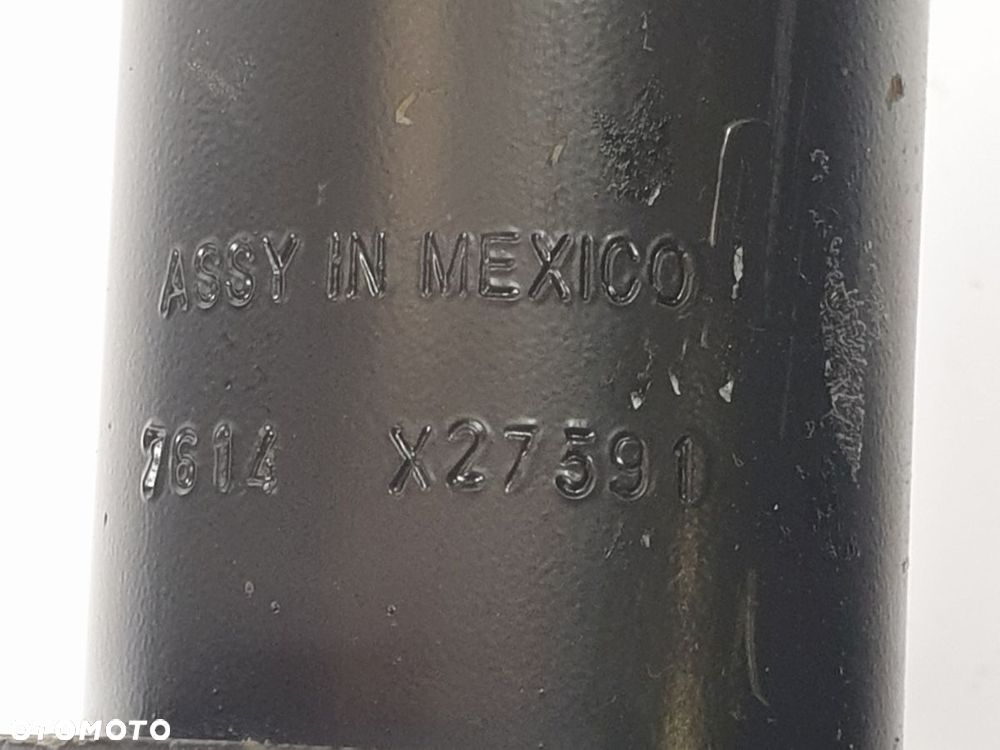 ASSY IN MEXICO
7614 X27591
OTOMOTO